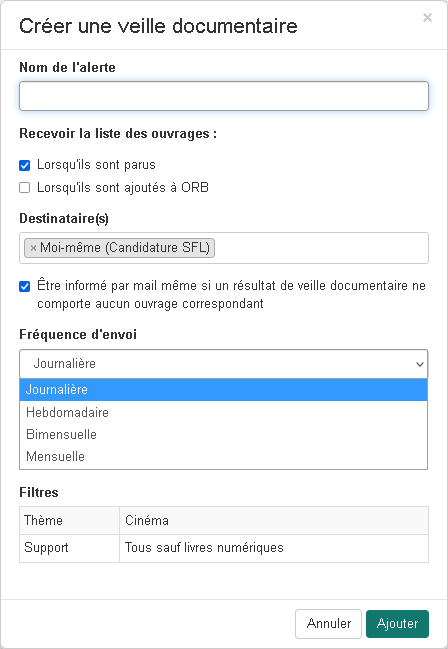 Créer une veille documentaire
×
Nom de l'alerte
Recevoir la liste des ouvrages :
Lorsqu'ils sont parus
Lorsqu'ils sont ajoutés à ORB
Destinataire(s)
× Moi-même (Candidature SFL)
Être informé par mail même si un résultat de veille documentaire ne
comporte aucun ouvrage correspondant
Fréquence d'envoi
Journalière
Journalière
Hebdomadaire
Bimensuelle
Mensuelle
Filtres
Thème Cinéma
Support Tous sauf livres numériques
Annuler Ajouter